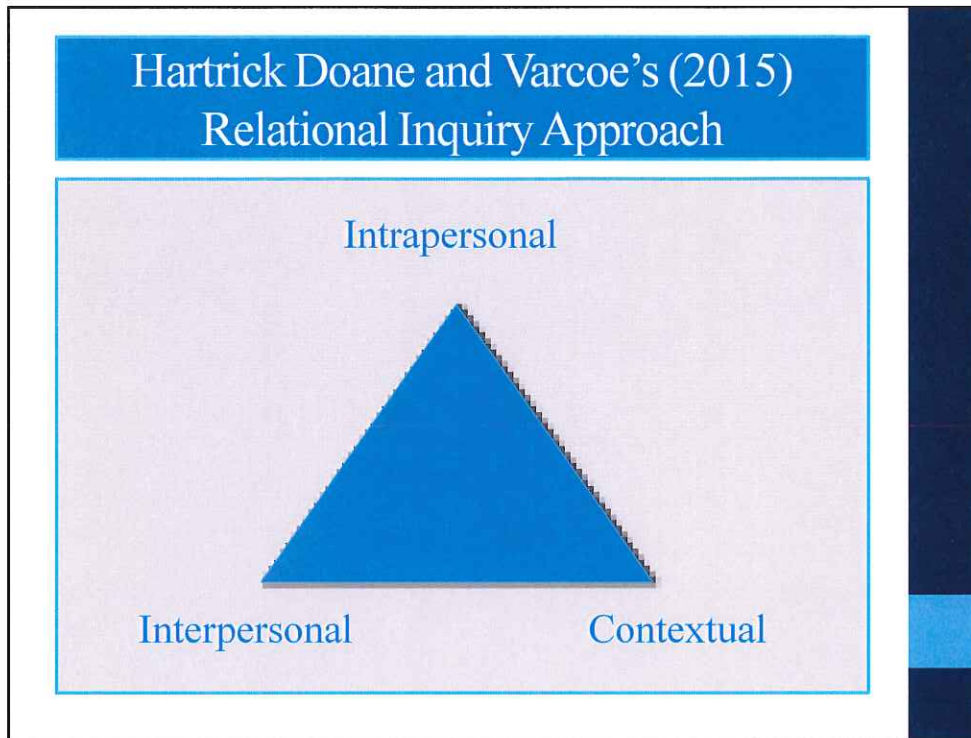 Hartrick Doane and Varcoe’s (2015)
Relational Inquiry Approach
Intrapersonal
Interpersonal
Contextual